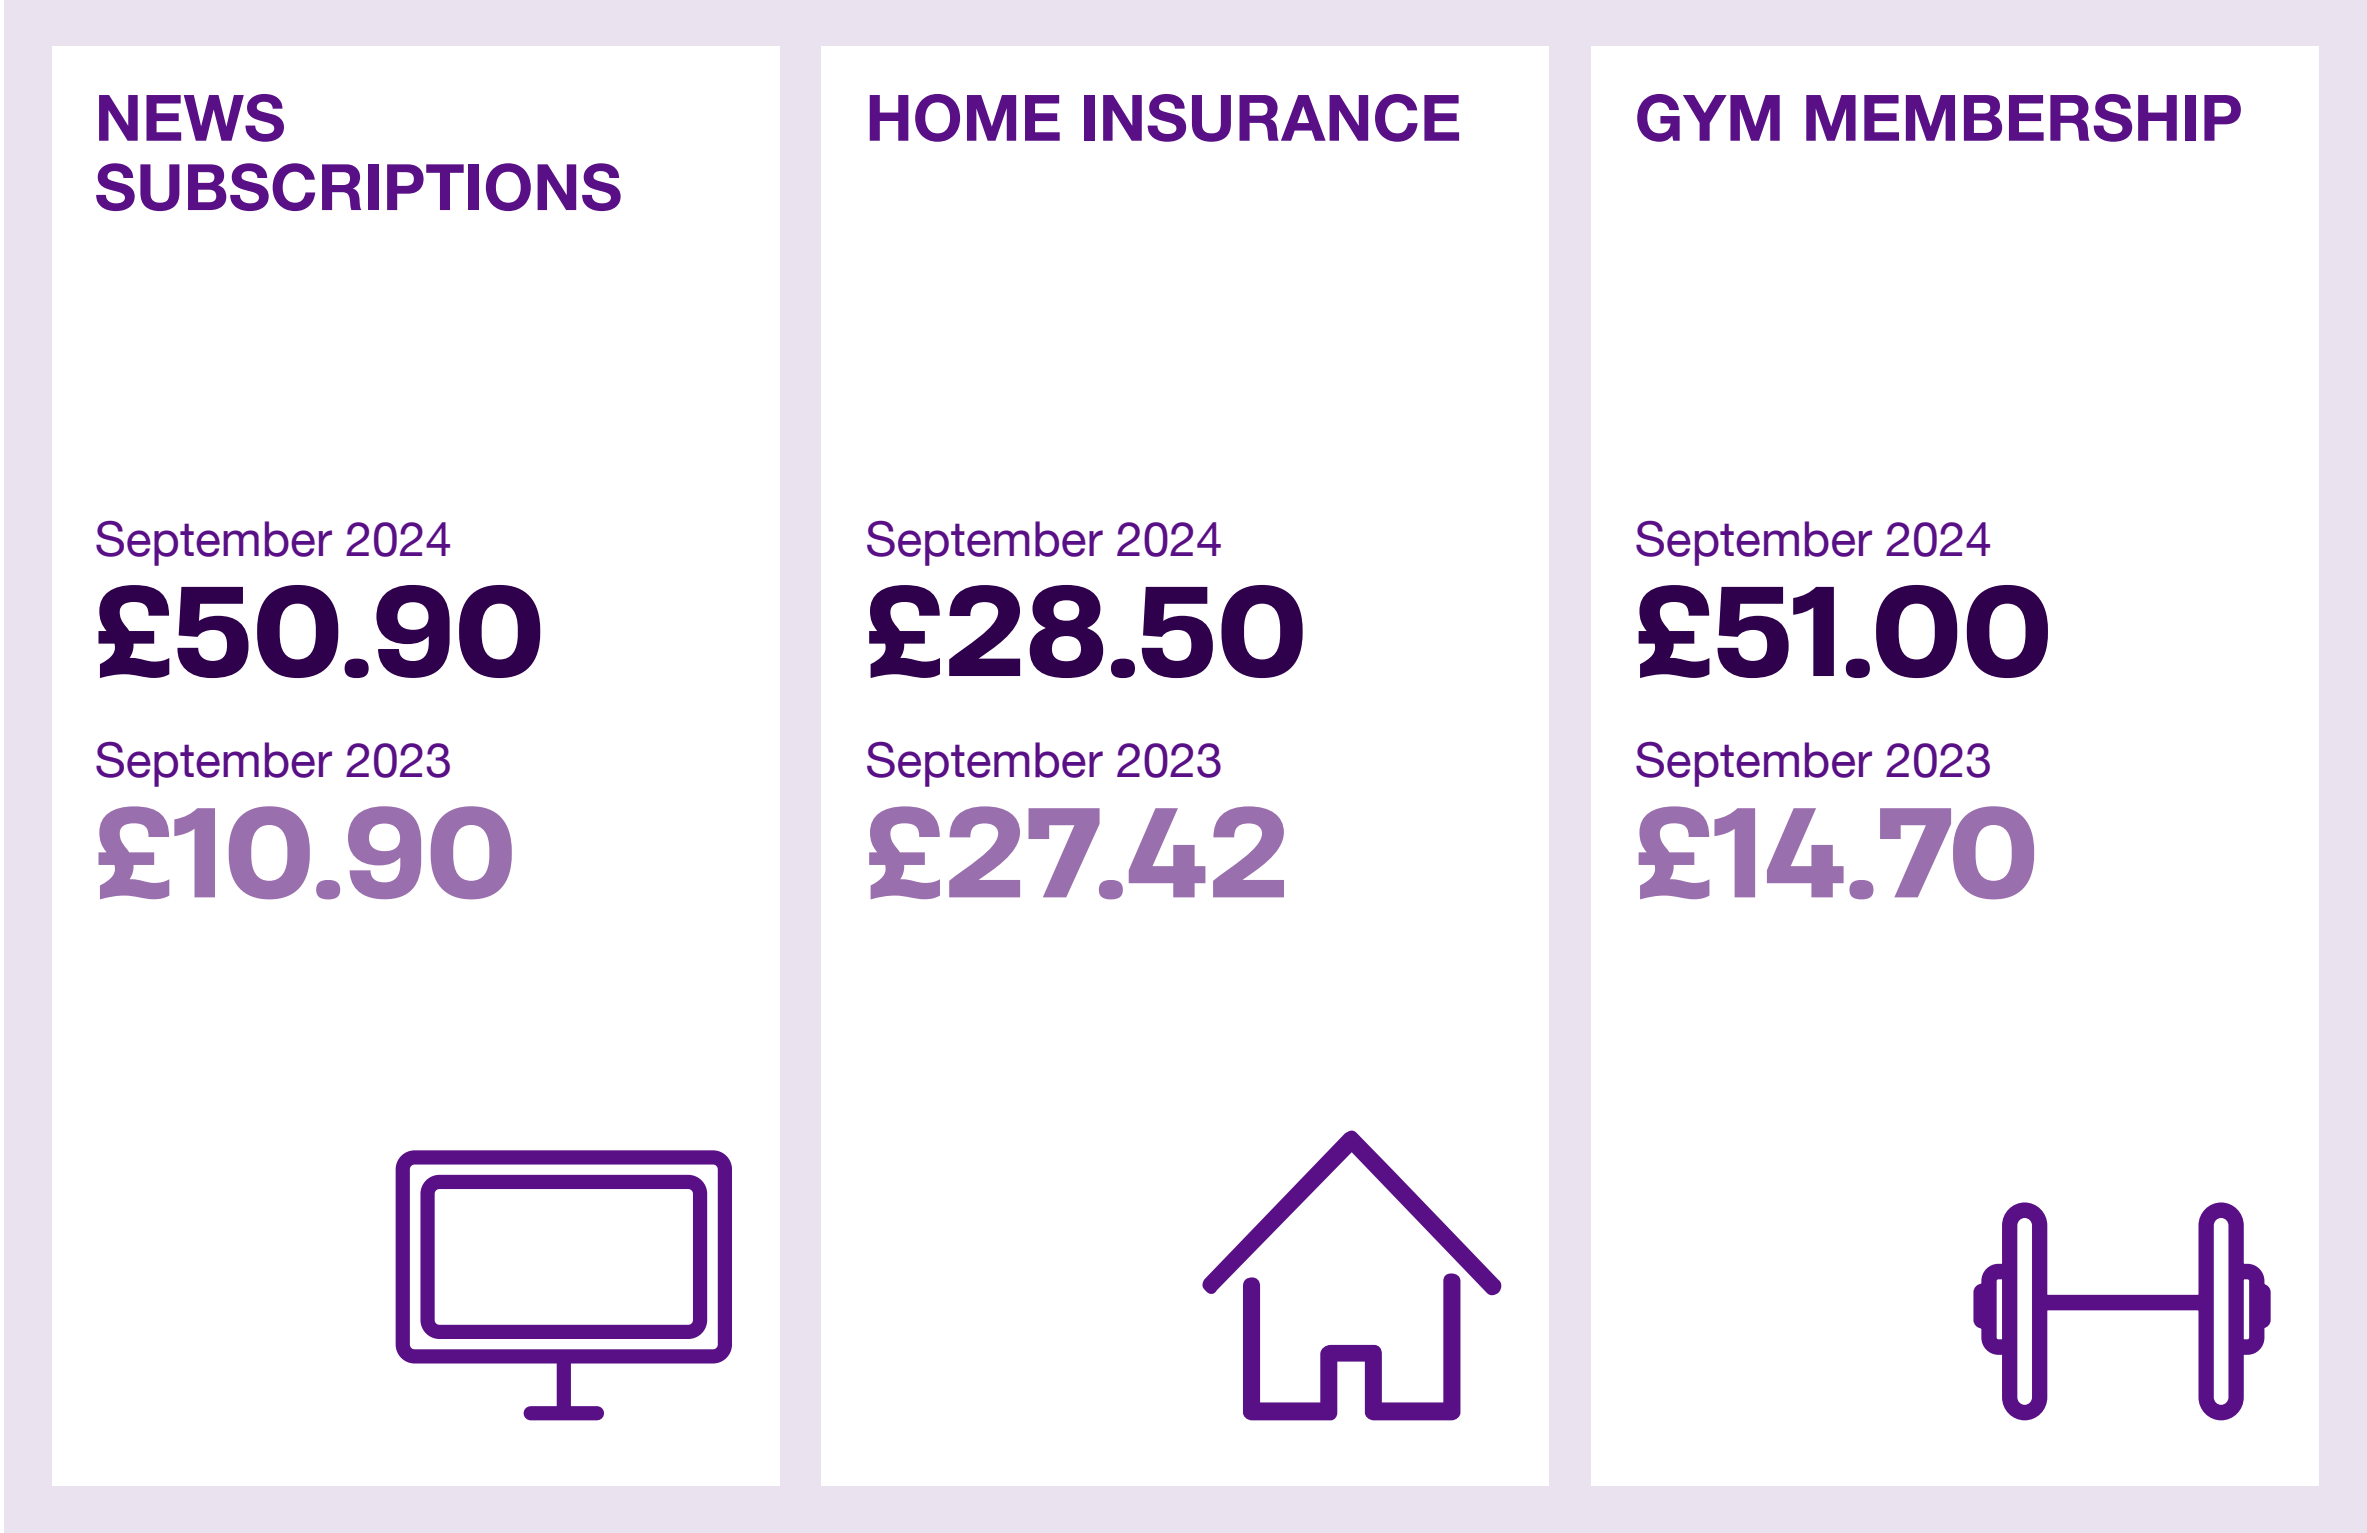 NEWS
SUBSCRIPTIONS
September 2024
£50.90
September 2023
£10.90
HOME INSURANCE
September 2024
£28.50
September 2023
£27.42
GYM MEMBERSHIP
September 2024
£51.00
September 2023
£14.70